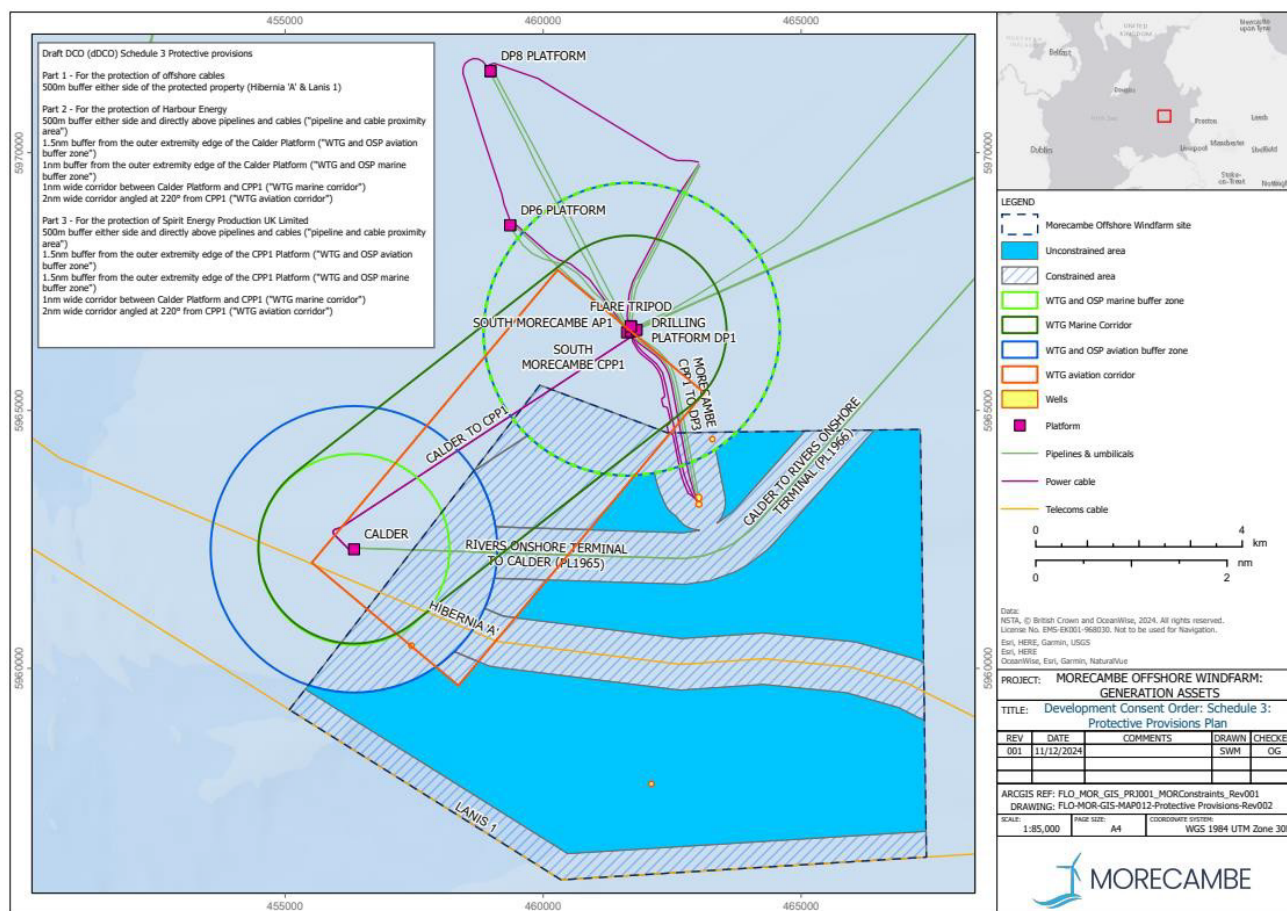 455000
460000
465000
Draft DCO (dDCO) Schedule 3 Protective provisions
Part 1 - For the protection of offshore cables
500m buffer either side of the protected property (Hibernia 'A' & Lanis 1)
Part 2 - For the protection of Harbour Energy
500m buffer either side and directly above pipelines and cables ("pipeline and cable proximity
area")
1.5nm buffer from the outer extremity edge of the Calder Platform ("WTG and OSP aviation
buffer zone")
1nm buffer from the outer extremity edge of the Calder Platform ("WTG and OSP marine
buffer zone")
1nm wide corridor between Calder Platform and CPP1 ("WTG marine corridor")
2nm wide corridor angled at 220º from CPP1 ("WTG aviation corridor")
Part 3 - For the protection of Spirit Energy Production UK Limited
500m buffer either side and directly above pipelines and cables ("pipeline and cable proximity
area")
1.5nm buffer from the outer extremity edge of the CPP1 Platform ("WTG and OSP aviation
buffer zone")
1.5nm buffer from the outer extremity edge of the CPP1 Platform ("WTG and OSP marine
buffer zone")
1nm wide corridor between Calder Platform and CPP1 ("WTG marine corridor")
2nm wide corridor angled at 220º from CPP1 ("WTG aviation corridor")
DP8 PLATFORM
DP6 PLATFORM
FLARE TRIPOD
SOUTH MORECAMBE AP1
DRILLING
PLATFORM DP1
SOUTH
MORECAMBE CPP1
MORECAMBE
CPP1 TO DP3
CALDER TO CPP1
CALDER
CALDER TO RIVERS ONSHORE
TERMINAL (PL1966)
RIVERS ONSHORE TERMINAL
TO CALDER (PL1965)
HIBERNIA 'A'
LANIS 1
5970000
5965000
5960000
5970000
5965000
5960000
455000
460000
465000
UNITED
KINGDOM
Newcastle
upon Tyne
Belfast
Douglas
Preston
Leeds
Dublin
Liverpool
Manchester
Sheffield
Stoke-
on-Trent
LEGEND
Morecambe Offshore Windfarm site
Unconstrained area
Constrained area
WTG and OSP marine buffer zone
WTG Marine Corridor
WTG and OSP aviation buffer zone
WTG aviation corridor
Wells
Platform
Pipelines & umbilicals
Power cable
Telecoms cable
0 4
km
0 2
nm
Data:
NSTA, © British Crown and OceanWise, 2024. All rights reserved.
License No. EMS-EK001-968030. Not to be used for Navigation.
Esri, HERE, Garmin, USGS
Esri, HERE
OceanWise, Esri, Garmin, NaturalVue
PROJECT: MORECAMBE OFFSHORE WINDFARM:
GENERATION ASSETS
TITLE: Development Consent Order: Schedule 3:
Protective Provisions Plan
REV DATE COMMENTS DRAWN CHECKE
001 11/12/2024 SWM OG
ARCGIS REF: FLO_MOR_GIS_PRJ001_MORConstraints_Rev001
DRAWING: FLO-MOR-GIS-MAP012-Protective Provisions-Rev002
SCALE: 1:85,000 PAGE SIZE: A4 COORDINATE SYSTEM: WGS 1984 UTM Zone 30
MORECAMBE